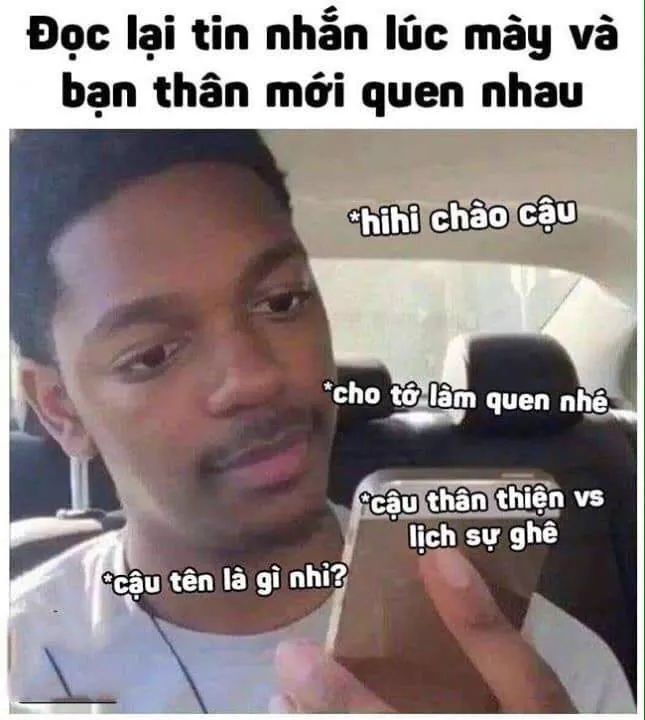 Đọc lại tin nhắn lúc mày và
bạn thân mới quen nhau
*hihi chào cậu
*cho tớ làm quen nhé
*cậu thân thiện vs
lịch sự ghê
*cậu tên là gì nhỉ?